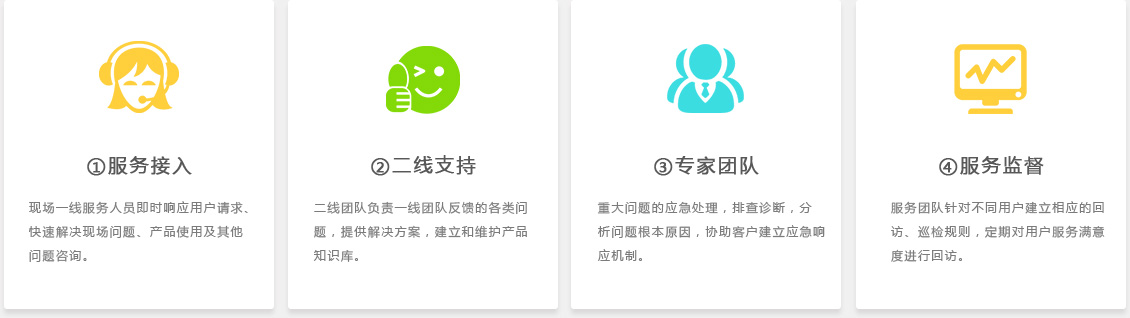 ①服务接入
现场一线服务人员即时响应用户请求、
快速解决现场问题、产品使用及其他
问题咨询。
②二线支持
二线团队负责一线团队反馈的各类问
题，提供解决方案，建立和维护产品
知识库。
③专家团队
重大问题的应急处理，排查诊断，分
析问题根本原因，协助客户建立应急响
应机制。
④服务监督
服务团队针对不同用户建立相应的回
访、巡检规则，定期对用户服务满意
度进行回访。